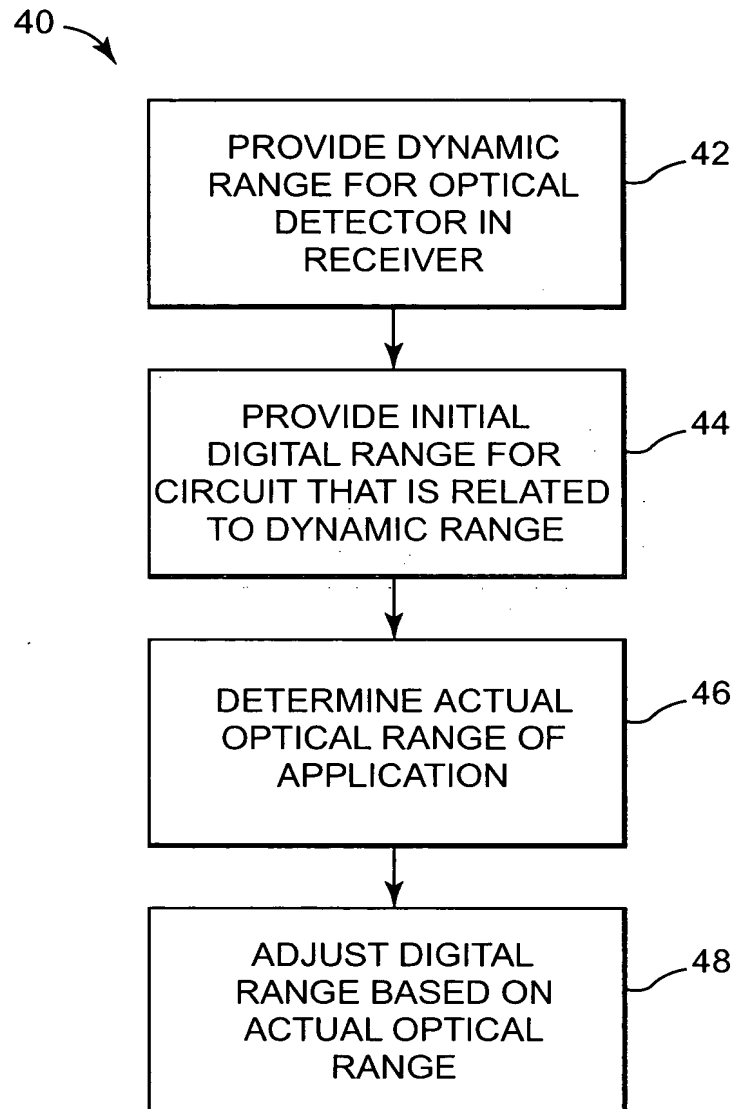 40
PROVIDE DYNAMIC
RANGE FOR OPTICAL
DETECTOR IN
RECEIVER
42
PROVIDE INITIAL
DIGITAL RANGE FOR
CIRCUIT THAT IS RELATED
TO DYNAMIC RANGE
44
DETERMINE ACTUAL
OPTICAL RANGE OF
APPLICATION
46
ADJUST DIGITAL
RANGE BASED ON
ACTUAL OPTICAL
RANGE
48